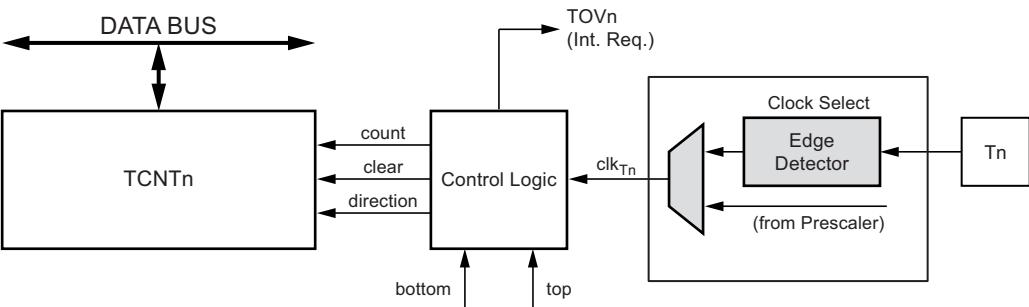 DATA BUS
TOVn
(Int. Req.)
Clock Select
Edge
Detector
Tn
TCNTn
count
clear
direction
Control Logic
clkTn
(from Prescaler)
bottom
top